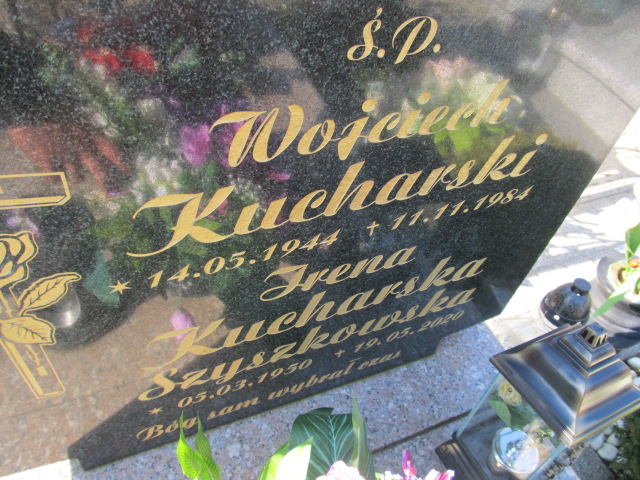 Ś.P.
Wojciech
Kucharski
* 14.05.1944 + 11.11.1984
Irena
Kucharska
Szyszkowska
* 05.03.1950 + 19.05.2020
Bóg sam wybrał czas